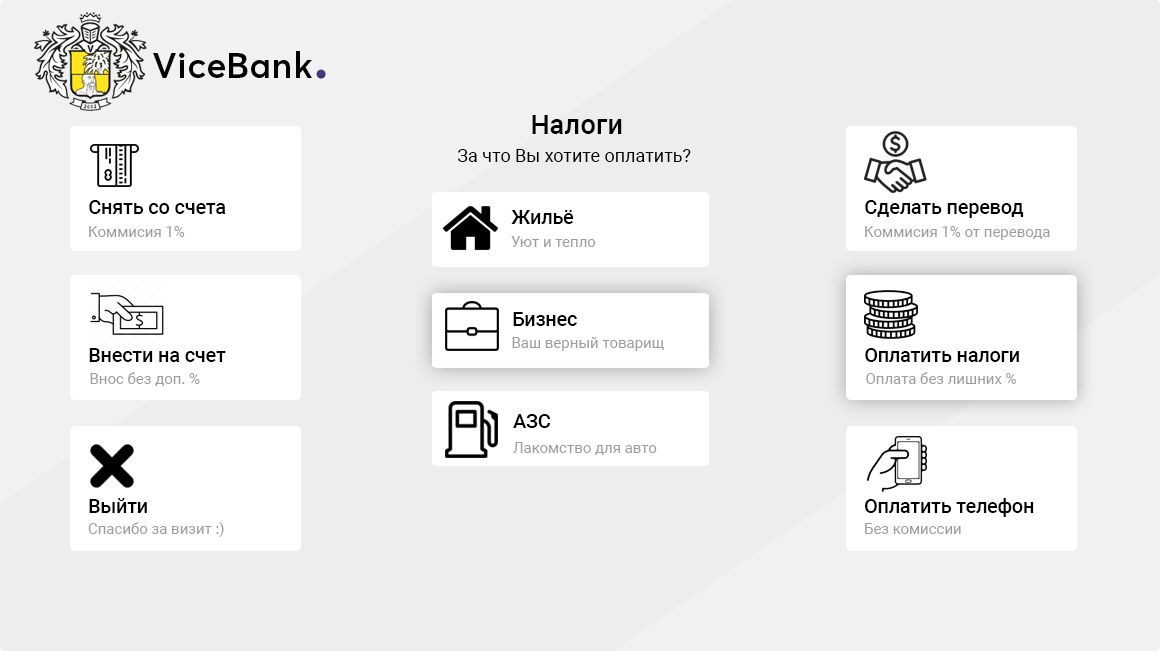 ViceBank.
2013
Снять со счета
Коммисия 1%
Внести на счет
Внос без доп. %
Выйти
Спасибо за визит :)
Налоги
За что Вы хотите оплатить?
Жильё
Уют и тепло
Бизнес
Ваш верный товарищ
АЗС
Лакомство для авто
Сделать перевод
Коммисия 1% от перевода
Оплатить налоги
Оплата без лишних %
Оплатить телефон
Без комиссии